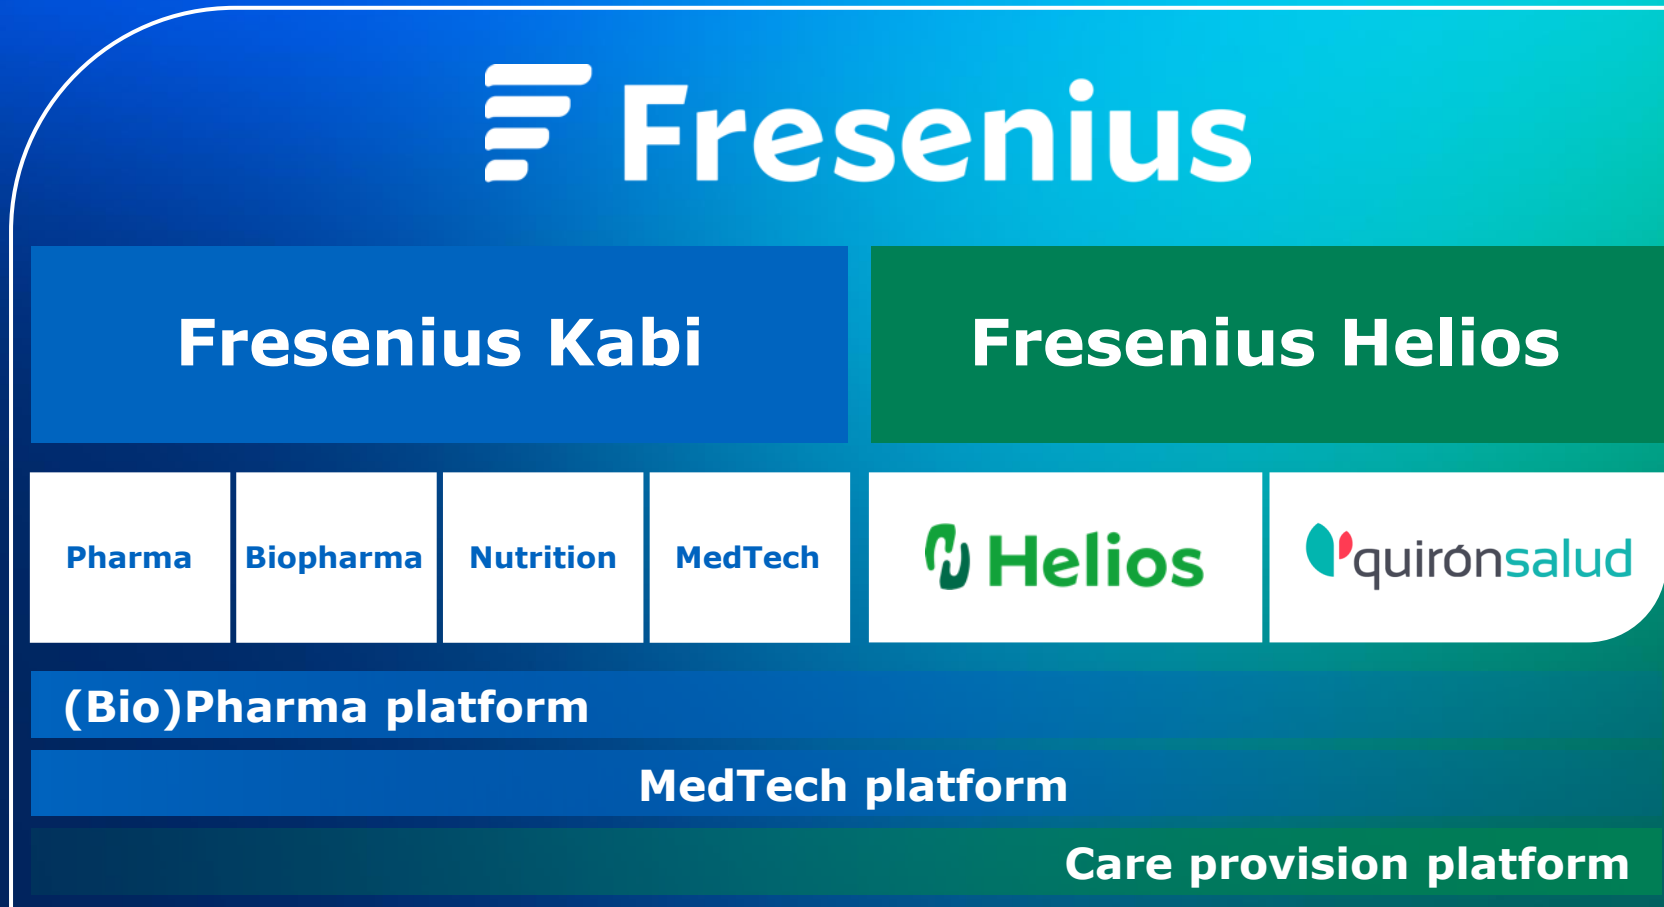 Fresenius
Fresenius Kabi
Fresenius Helios
Pharma
Biopharma
Nutrition
MedTech
Helios
quirónsalud
(Bio)Pharma platform
MedTech platform
Care provision platform